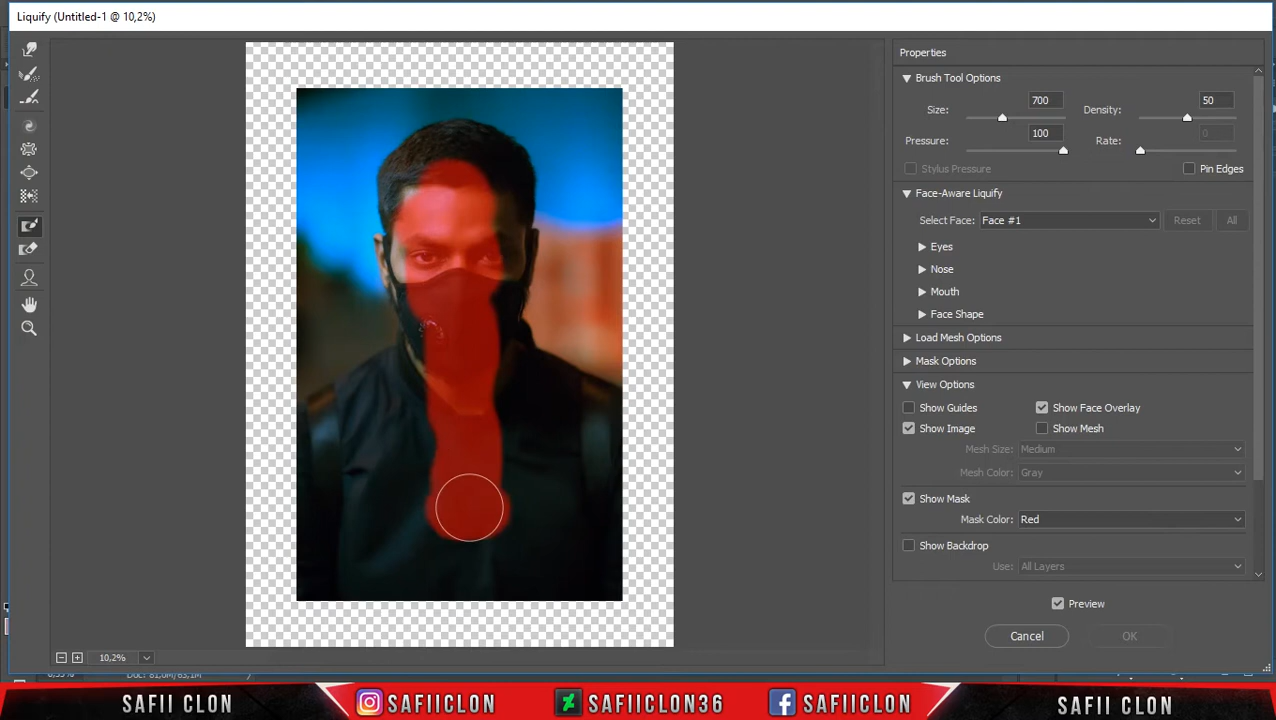 Liquify (Untitled-1 @ 10,2%)
Properties
Brush Tool Options
Size: 700 Density: 50
Pressure: 100 Rate: 0
Stylus Pressure Pin Edges
Face-Aware Liquify
Select Face: Face #1 Reset All
Eyes
Nose
Mouth
Face Shape
Load Mesh Options
Mask Options
View Options
Show Guides Show Face Overlay
Show Image Show Mesh
Mesh Size: Medium
Mesh Color: Gray
Show Mask
Mask Color: Red
Show Backdrop
Use: All Layers
Preview
Cancel OK
10,2%
SAFII CLON SAFIICLON SAFIICLON36 SAFIICLON SAFII CLON